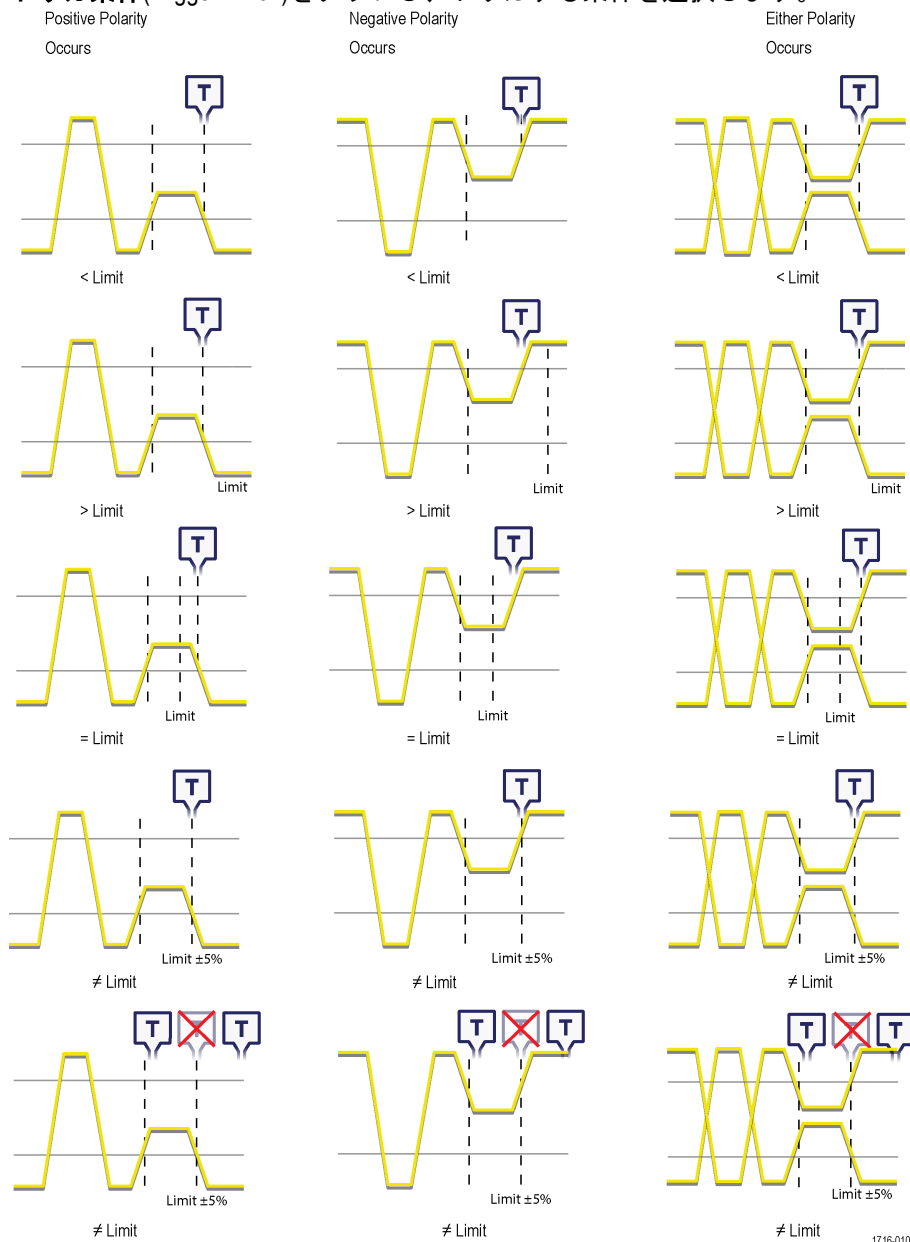 Positive Polarity
Negative Polarity
Either Polarity
Occurs
Occurs
Occurs
T
T
T
< Limit
< Limit
< Limit
T
T
T
Limit
Limit
Limit
> Limit
> Limit
> Limit
T
T
T
Limit
Limit
Limit
= Limit
= Limit
= Limit
T
T
T
Limit ±5%
Limit ±5%
Limit ±5%
≠ Limit
≠ Limit
≠ Limit
T T T
T T T
T T T
Limit ±5%
Limit ±5%
Limit ±5%
≠ Limit
≠ Limit
≠ Limit
1716-010